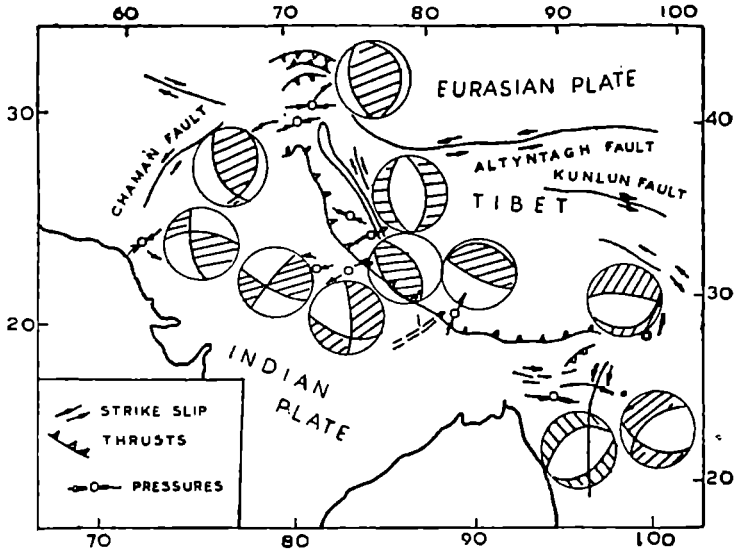 60 70 80 90 100
30
40
EURASIAN PLATE
CHAMAN FAULT
ALTYNTAGH FAULT
KUNLUN FAULT
TIBET
30
20
INDIAN
PLATE
STRIKE SLIP
THRUSTS
PRESSURES
20
70 80 90 100